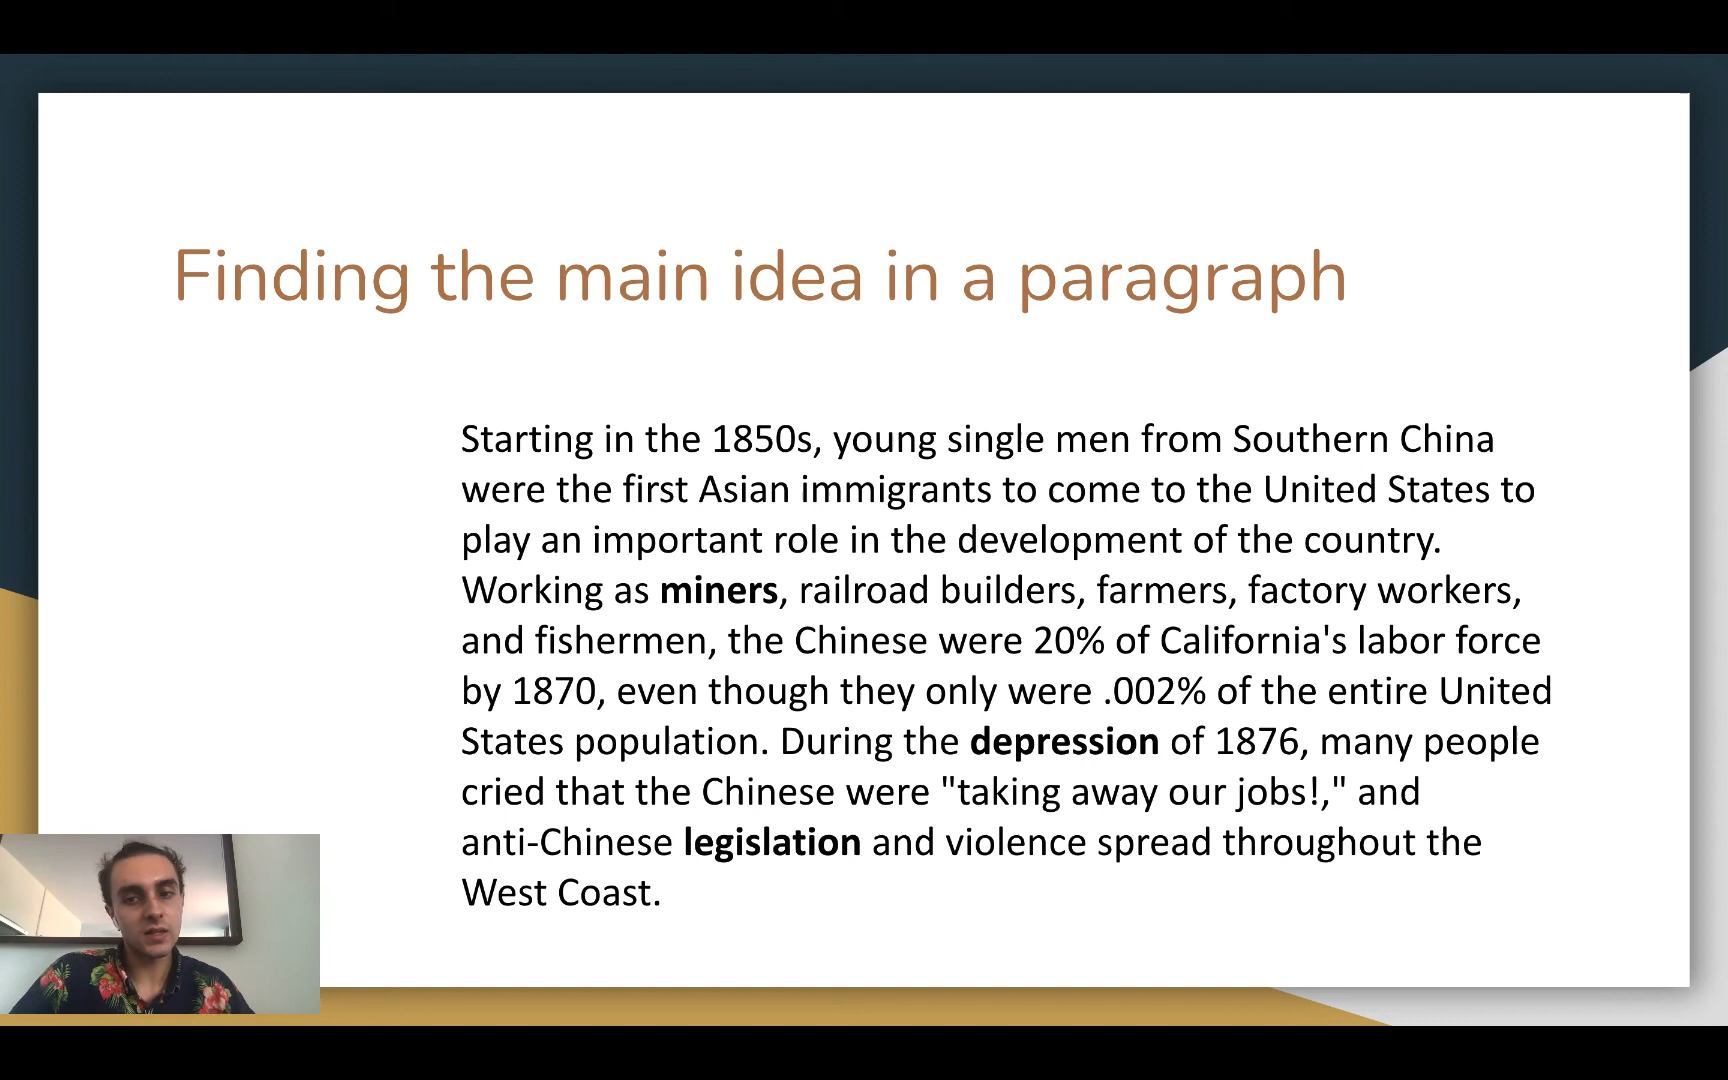 Finding the main idea in a paragraph
Starting in the 1850s, young single men from Southern China
were the first Asian immigrants to come to the United States to
play an important role in the development of the country.
Working as miners, railroad builders, farmers, factory workers,
and fishermen, the Chinese were 20% of California's labor force
by 1870, even though they only were .002% of the entire United
States population. During the depression of 1876, many people
cried that the Chinese were "taking away our jobs!," and
anti-Chinese legislation and violence spread throughout the
West Coast.